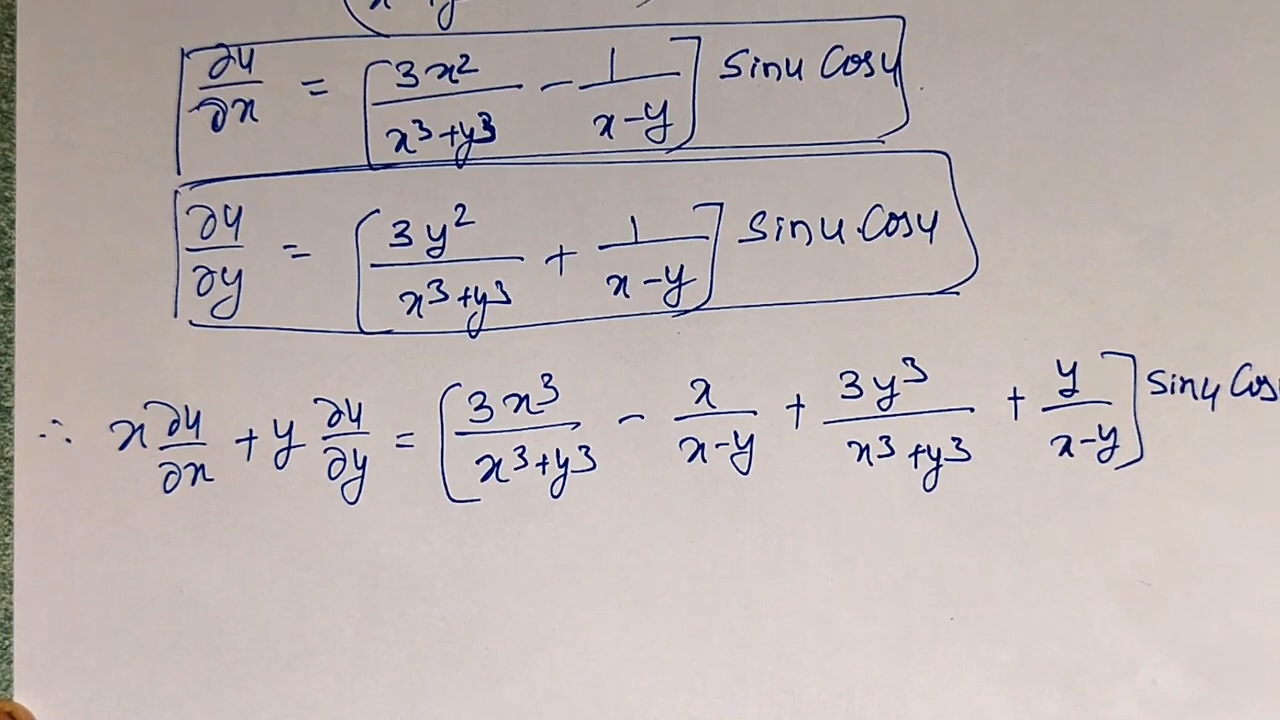 ∂u/∂x = [3x²/(x³+y³) − 1/(x−y)] Sinu Cosu
∂u/∂y = [3y²/(x³+y³) + 1/(x−y)] Sinu.Cosu
∴ x ∂u/∂x + y ∂u/∂y = [3x³/(x³+y³) − x/(x−y) + 3y³/(x³+y³) + y/(x−y)] Sinu Cos